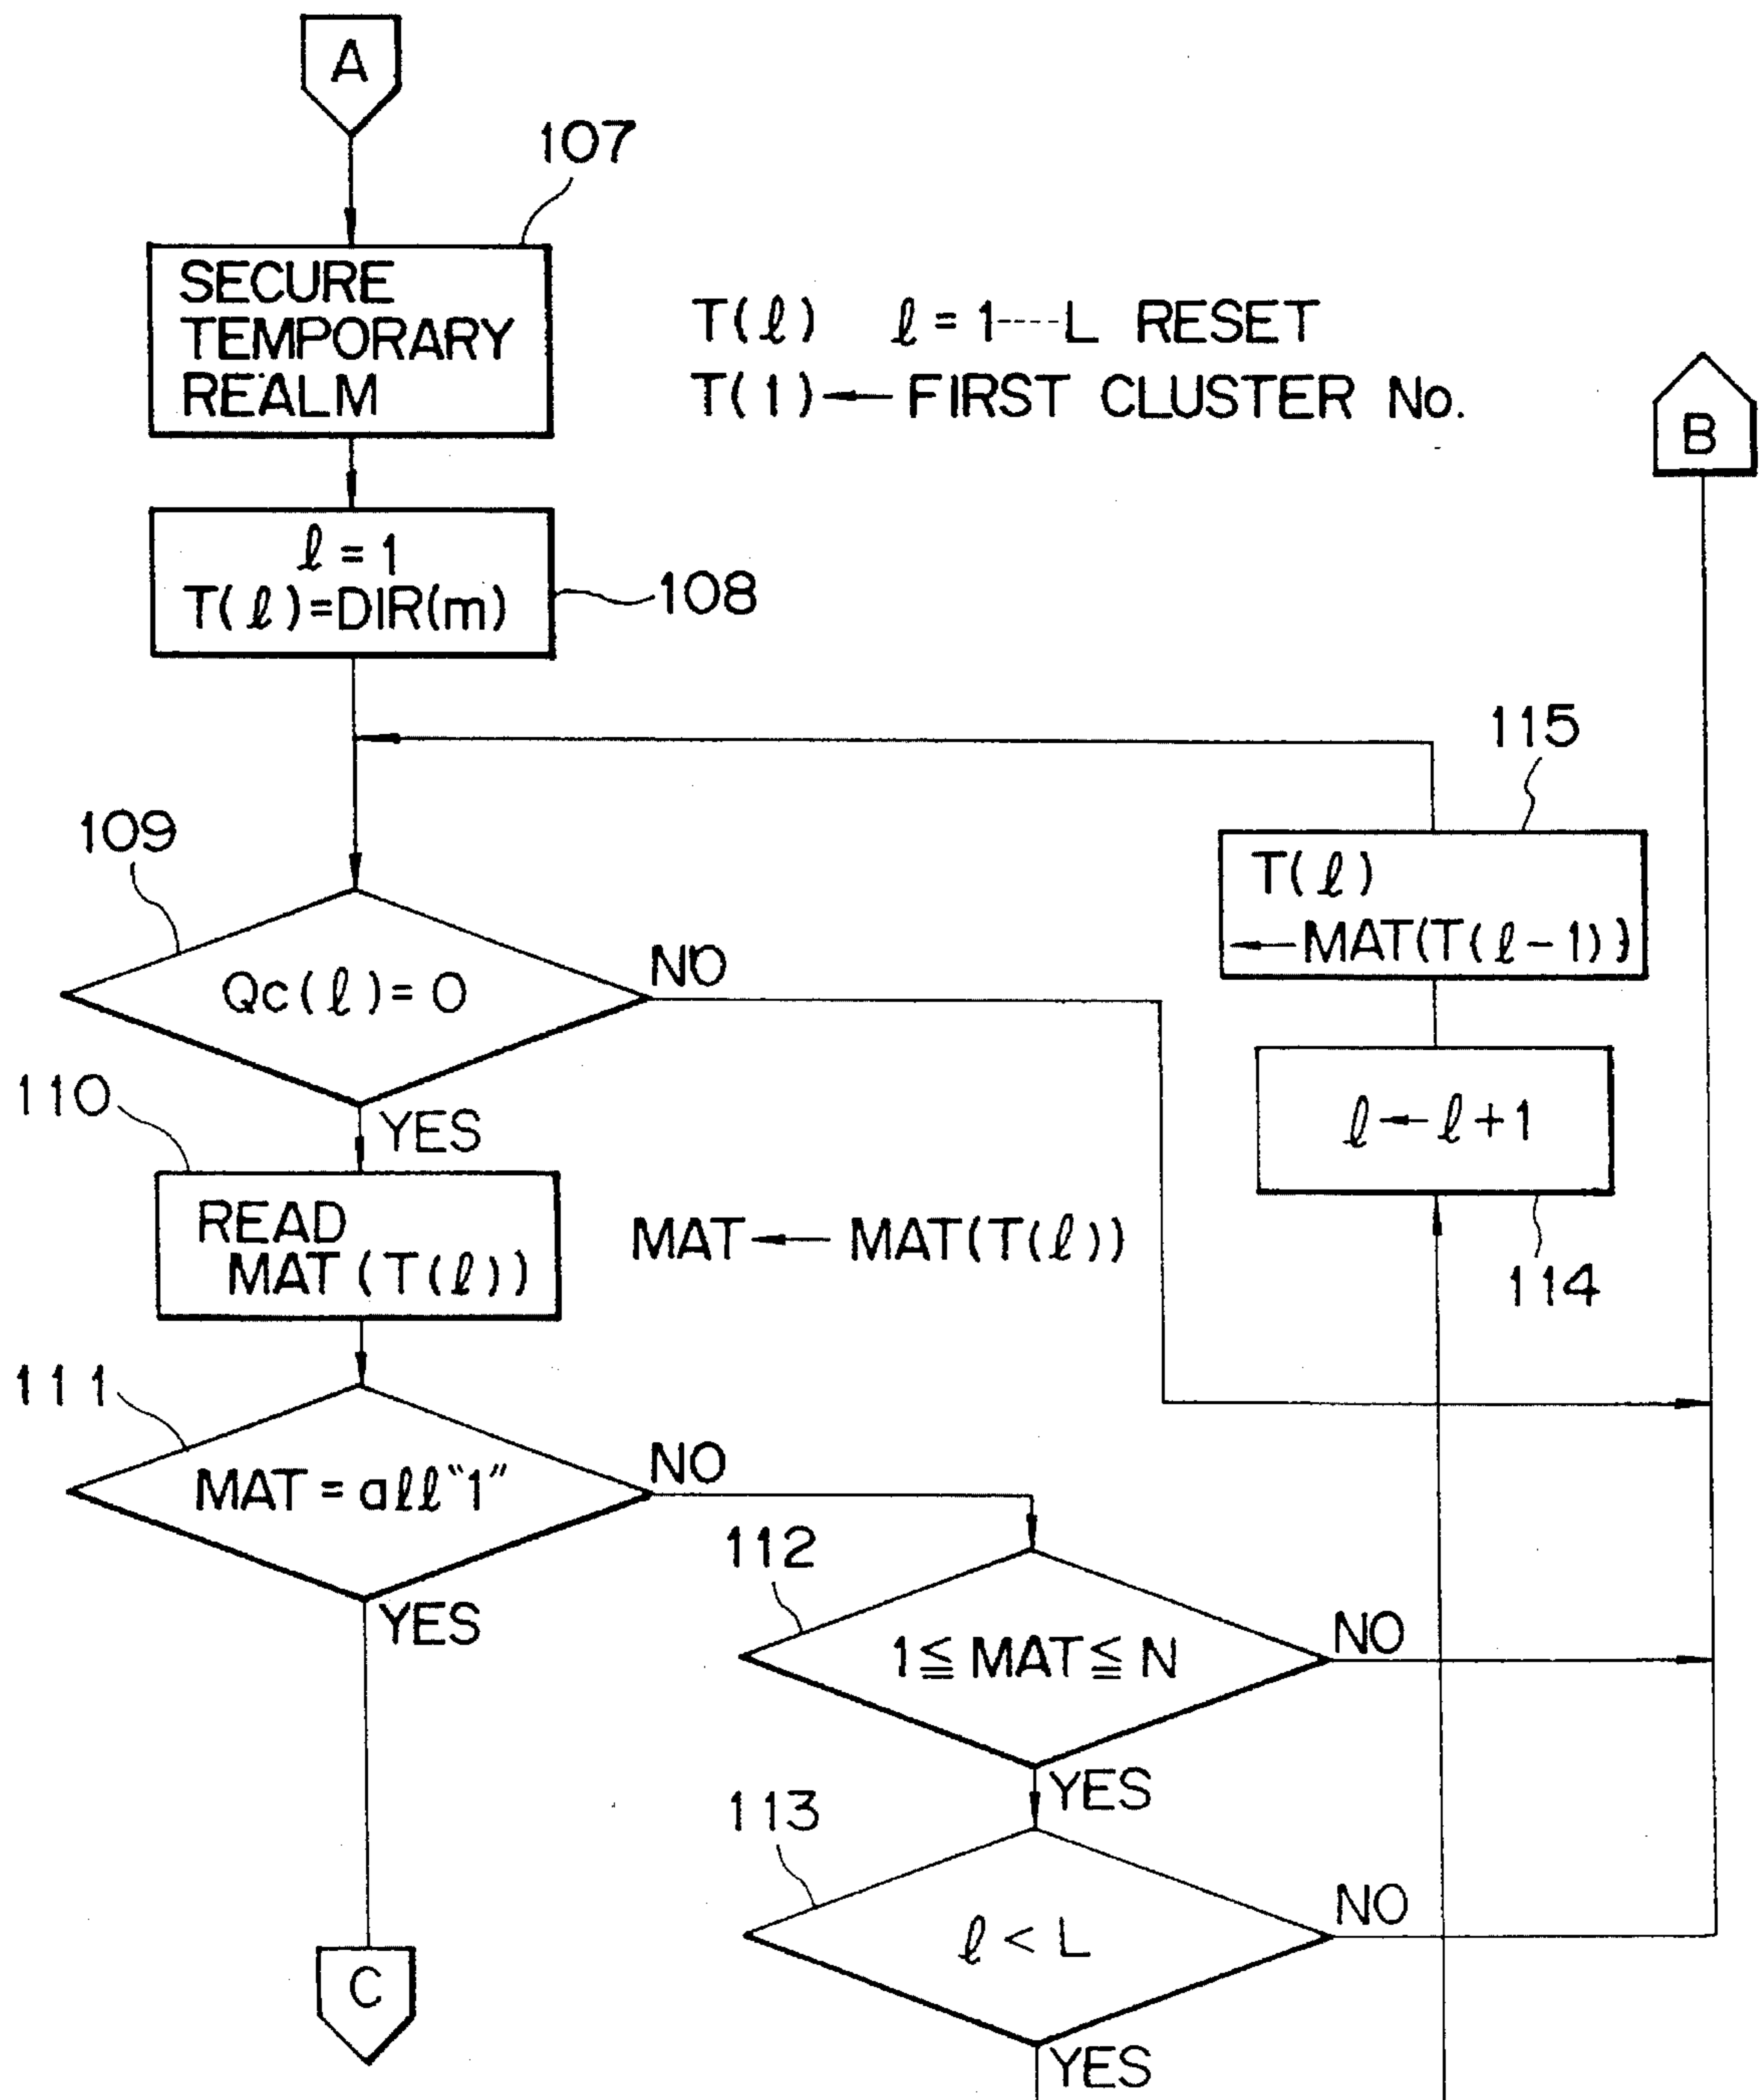 A
107
SECURE
TEMPORARY
REALM
T(ℓ) ℓ = 1----L RESET
T(1) ← FIRST CLUSTER No.
B
ℓ = 1
T(ℓ)=DIR(m)
108
115
T(ℓ)
←MAT(T(ℓ-1))
109
Qc(ℓ)= 0
NO
YES
ℓ ← ℓ +1
114
110
READ
MAT(T(ℓ))
MAT ← MAT(T(ℓ))
111
MAT = all "1"
NO
YES
112
1 ≦ MAT ≦ N
NO
YES
113
ℓ < L
NO
YES
C